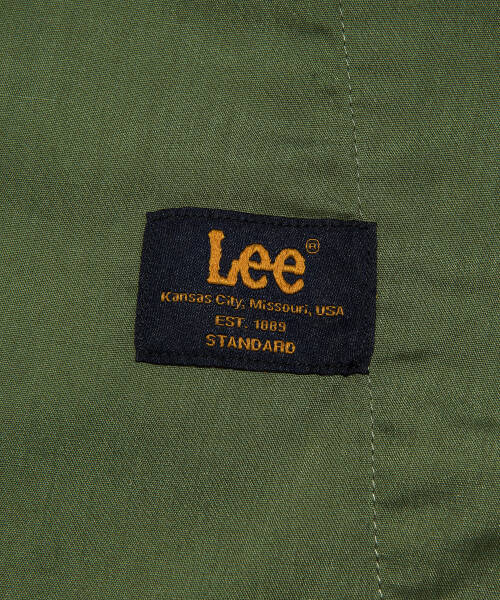 Lee®
Kansas City, Missouri, USA
EST. 1889
STANDARD